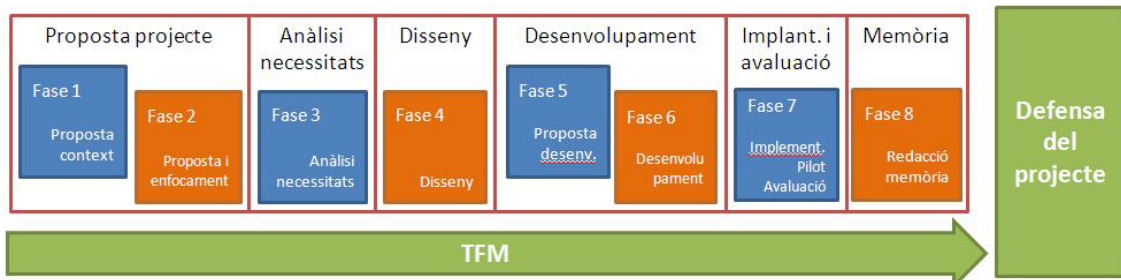 Proposta projecte
Fase 1
Proposta
context
Fase 2
Proposta i
enfocament
Anàlisi
necessitats
Fase 3
Anàlisi
necessitats
Disseny
Fase 4
Disseny
Desenvolupament
Fase 5
Proposta
desenv.
Fase 6
Desenvolu
pament
Implant. i
avaluació
Fase 7
Implement.
Pilot
Avaluació
Memòria
Fase 8
Redacció
memòria
Defensa
del
projecte
TFM